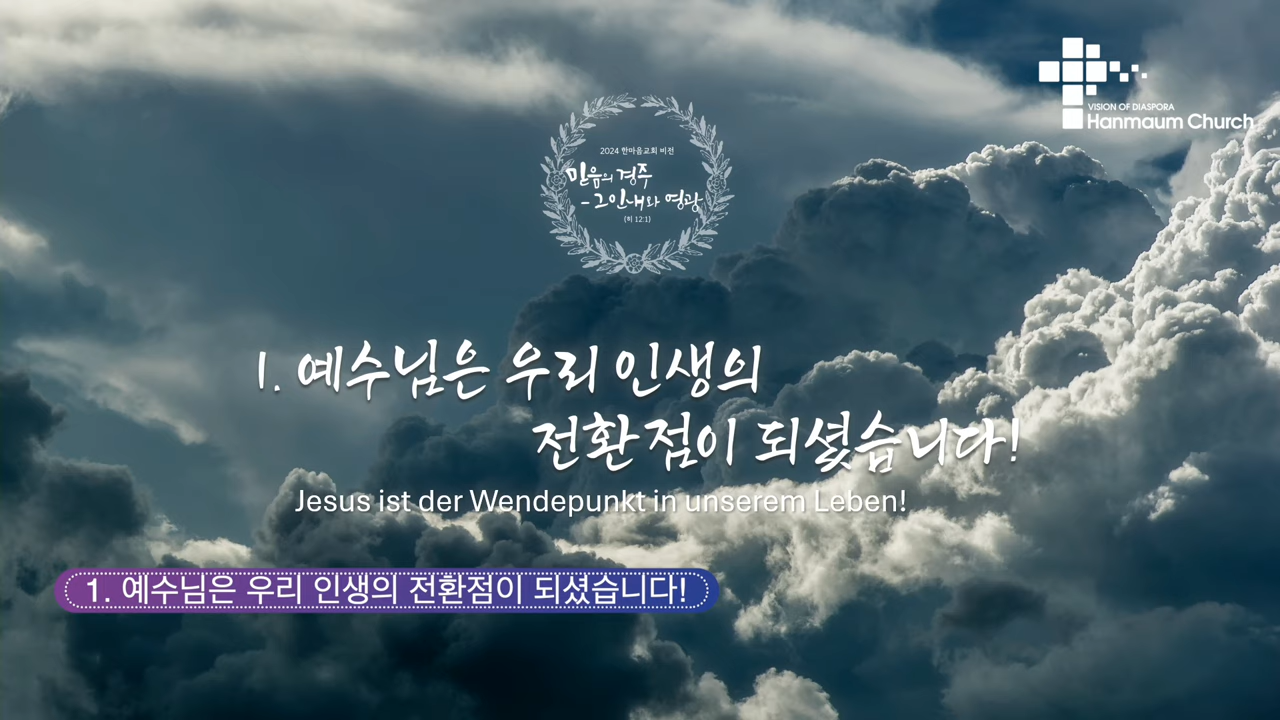 VISION OF DIASPORA
Hanmaum Church
2024 한마음교회 비전
믿음의 경주
- 그 인내와 영광
(히 12:1)
1. 예수님은 우리 인생의
전환점이 되셨습니다!
Jesus ist der Wendepunkt in unserem Leben!
1. 예수님은 우리 인생의 전환점이 되셨습니다!